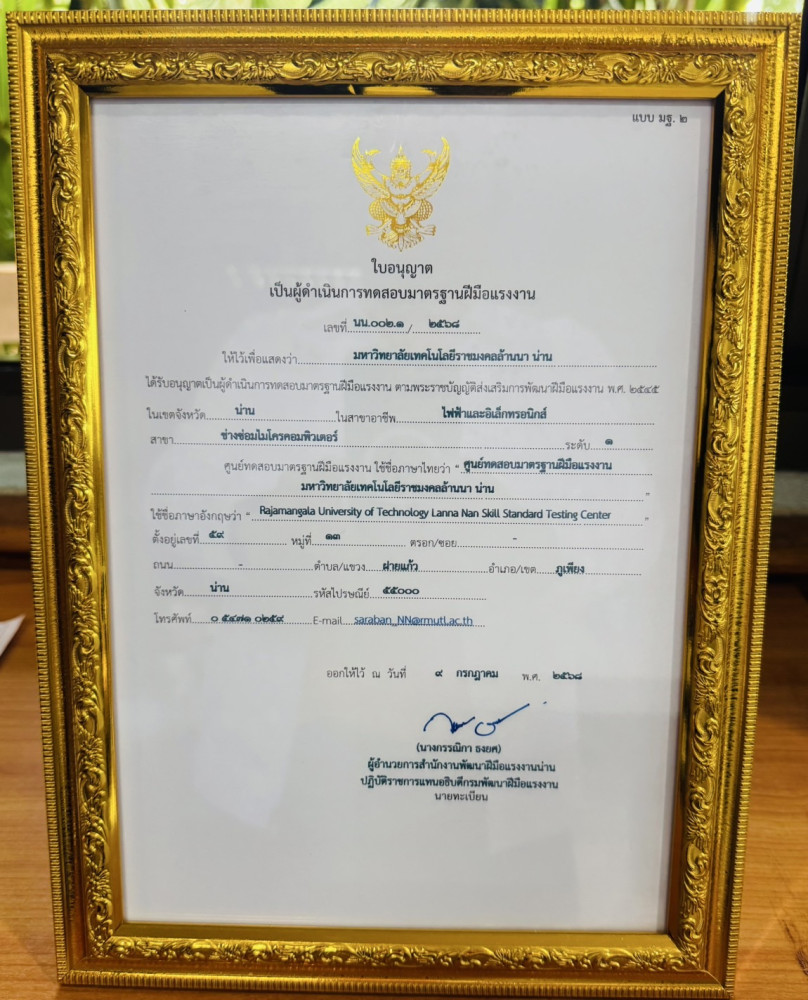 แบบ มฐ. ๒
ใบอนุญาต
เป็นผู้ดำเนินการทดสอบมาตรฐานฝีมือแรงงาน
เลขที่ นน.๐๐๒.๑ / ๒๕๖๘
ให้ไว้เพื่อแสดงว่า มหาวิทยาลัยเทคโนโลยีราชมงคลล้านนา น่าน
ได้รับอนุญาตเป็นผู้ดำเนินการทดสอบมาตรฐานฝีมือแรงงาน ตามพระราชบัญญัติส่งเสริมการพัฒนาฝีมือแรงงาน พ.ศ. ๒๕๔๕
ในเขตจังหวัด น่าน ในสาขาอาชีพ ไฟฟ้าและอิเล็กทรอนิกส์
สาขา ช่างซ่อมไมโครคอมพิวเตอร์ ระดับ ๑
ศูนย์ทดสอบมาตรฐานฝีมือแรงงาน ใช้ชื่อภาษาไทยว่า " ศูนย์ทดสอบมาตรฐานฝีมือแรงงาน
มหาวิทยาลัยเทคโนโลยีราชมงคลล้านนา น่าน "
ใช้ชื่อภาษาอังกฤษว่า " Rajamangala University of Technology Lanna Nan Skill Standard Testing Center "
ตั้งอยู่เลขที่ ๕๙ หมู่ที่ ๑๓ ตรอก/ซอย -
ถนน - ตำบล/แขวง ฝายแก้ว อำเภอ/เขต ภูเพียง
จังหวัด น่าน รหัสไปรษณีย์ ๕๕๐๐๐
โทรศัพท์ ๐ ๕๔๗๑ ๐๒๕๙ E-mail saraban_NN@rmutl.ac.th
ออกให้ไว้ ณ วันที่ ๙ กรกฎาคม พ.ศ. ๒๕๖๘
(นางกรรณิกา ธงยศ)
ผู้อำนวยการสำนักงานพัฒนาฝีมือแรงงานน่าน
ปฏิบัติราชการแทนอธิบดีกรมพัฒนาฝีมือแรงงาน
นายทะเบียน